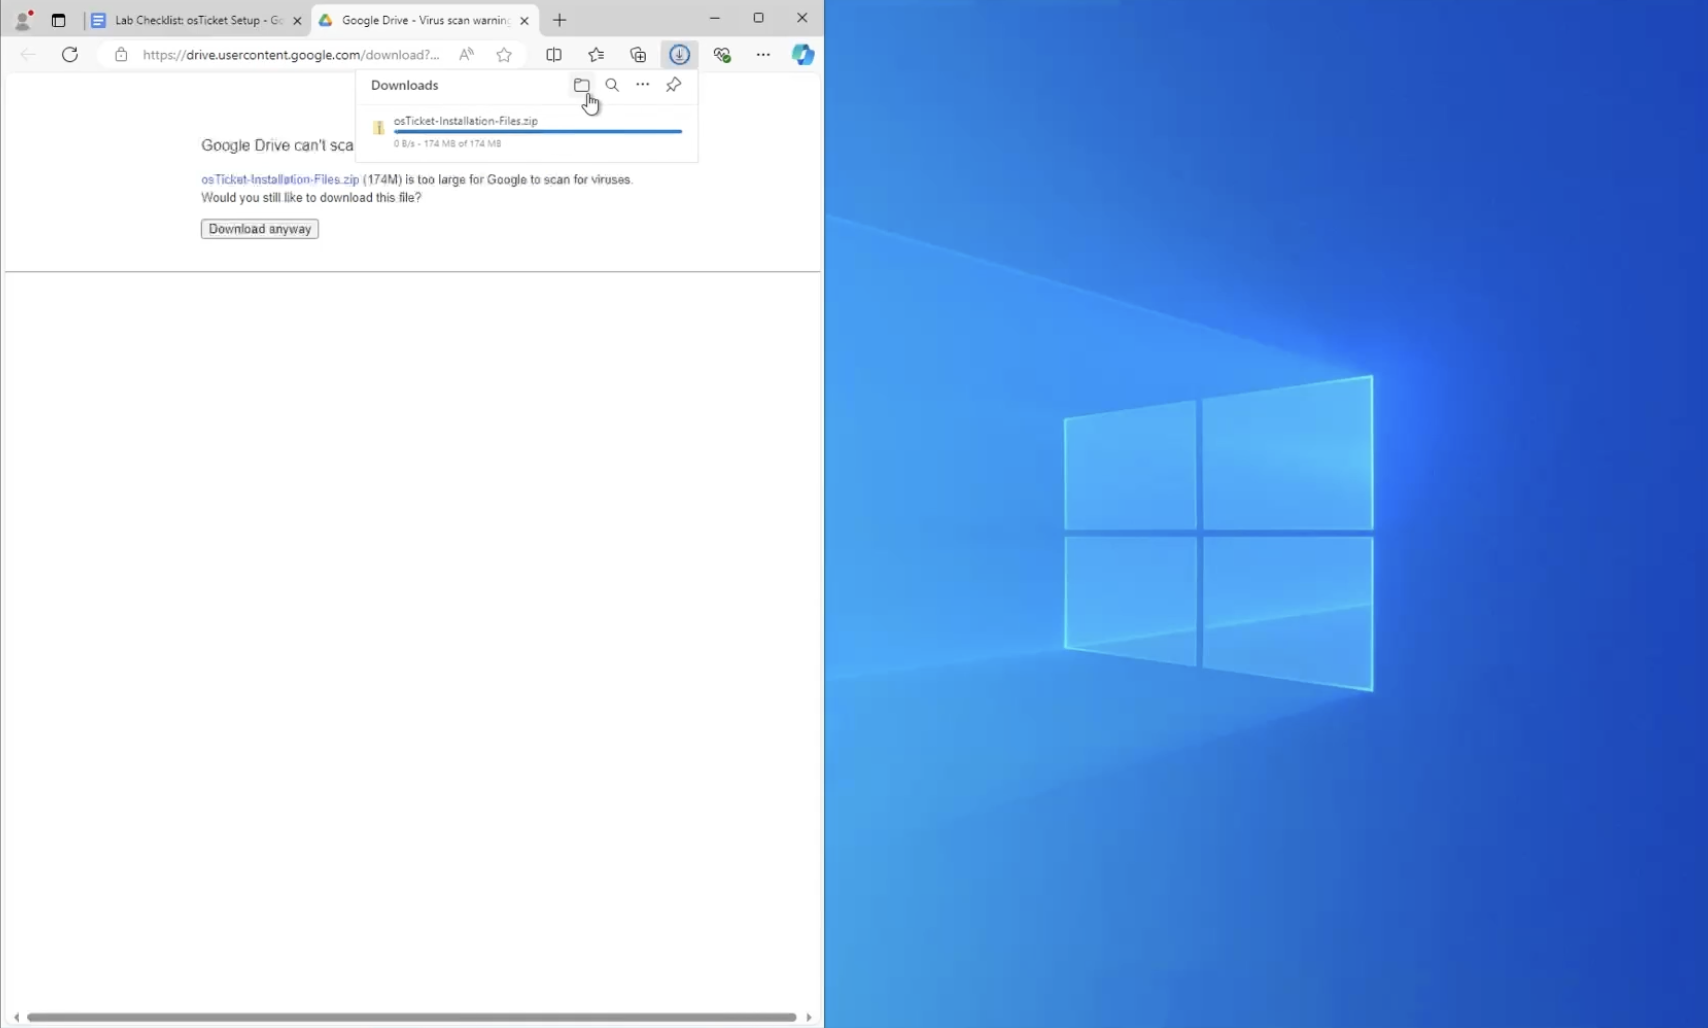 Lab Checklist: osTicket Setup - Go
Google Drive - Virus scan warning
https://drive.usercontent.google.com/download?...
Downloads
osTicket-Installation-Files.zip
0 B/s - 174 MB of 174 MB
Google Drive can't sca
osTicket-Installation-Files.zip (174M) is too large for Google to scan for viruses.
Would you still like to download this file?
Download anyway